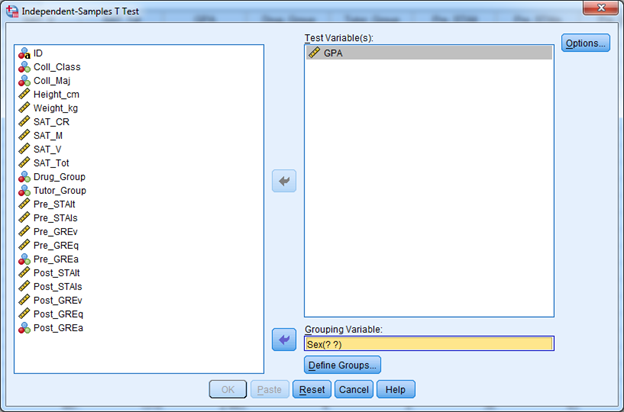 Independent-Samples T Test
ID
Coll_Class
Coll_Maj
Height_cm
Weight_kg
SAT_CR
SAT_M
SAT_V
SAT_Tot
Drug_Group
Tutor_Group
Pre_STAIt
Pre_STAIs
Pre_GREv
Pre_GREq
Pre_GREa
Post_STAIt
Post_STAIs
Post_GREv
Post_GREq
Post_GREa
Test Variable(s):
GPA
Options...
Grouping Variable:
Sex(? ?)
Define Groups...
OK Paste Reset Cancel Help